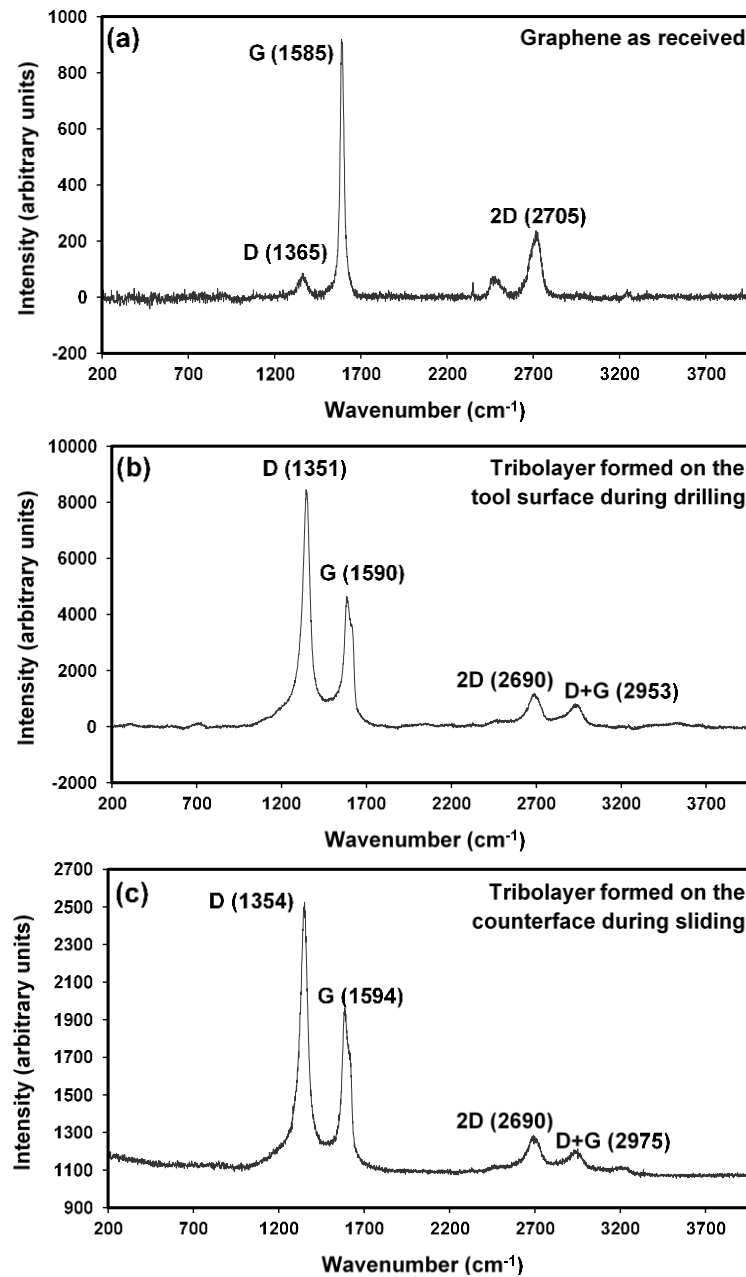 (a)
Graphene as received
G (1585)
D (1365)
2D (2705)
Intensity (arbitrary units)
1000
800
600
400
200
0
-200
200 700 1200 1700 2200 2700 3200 3700
Wavenumber (cm-1)
(b)
Tribolayer formed on the
tool surface during drilling
D (1351)
G (1590)
2D (2690)
D+G (2953)
Intensity (arbitrary units)
10000
8000
6000
4000
2000
0
-2000
200 700 1200 1700 2200 2700 3200 3700
Wavenumber (cm-1)
(c)
Tribolayer formed on the
counterface during sliding
D (1354)
G (1594)
2D (2690)
D+G (2975)
Intensity (arbitrary units)
2700
2500
2300
2100
1900
1700
1500
1300
1100
900
200 700 1200 1700 2200 2700 3200 3700
Wavenumber (cm-1)